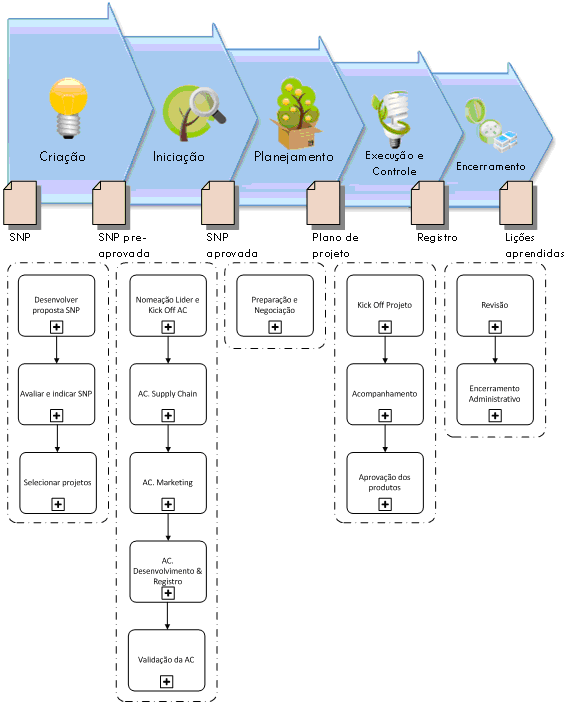 Criação
Iniciação
Planejamento
Execução e
Controle
Encerramento
SNP
SNP pre-
aprovada
SNP
aprovada
Plano de
projeto
Registro
Lições
aprendidas
Desenvolver
proposta SNP
Avaliar e indicar SNP
Selecionar projetos
Nomeação Lider e
Kick Off AC
AC. Supply Chain
AC. Marketing
AC.
Desenvolvimento &
Registro
Validação da AC
Preparação e
Negociação
Kick Off Projeto
Acompanhamento
Aprovação dos
produtos
Revisão
Encerramento
Administrativo